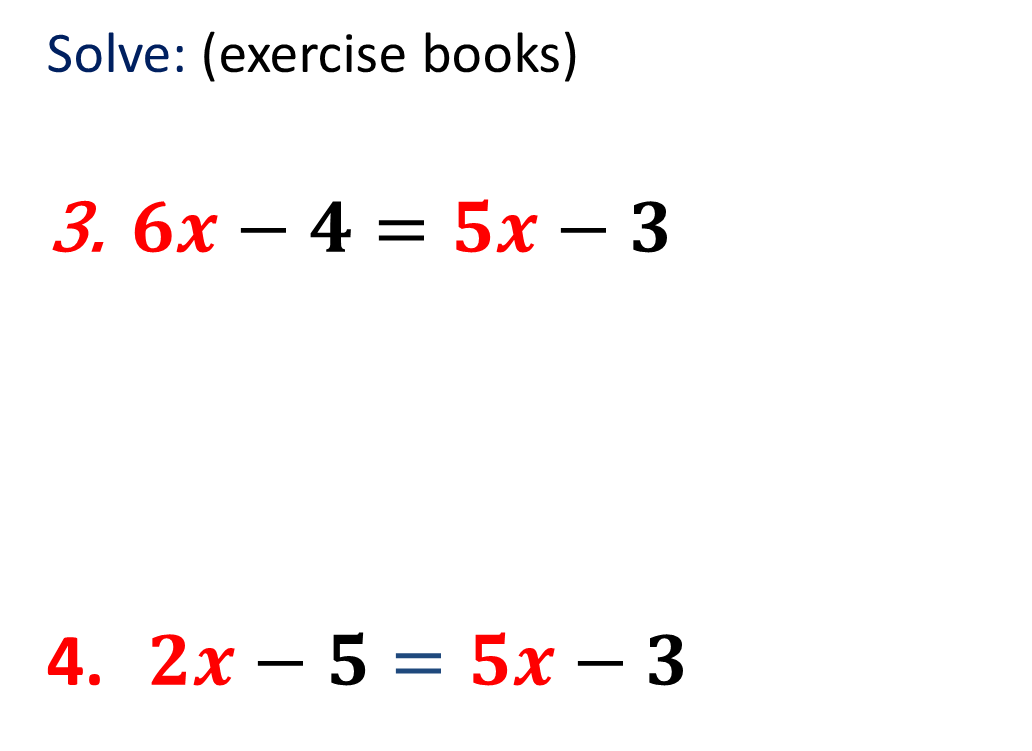 Solve: (exercise books)
3. 6x − 4 = 5x − 3
4. 2x − 5 = 5x − 3